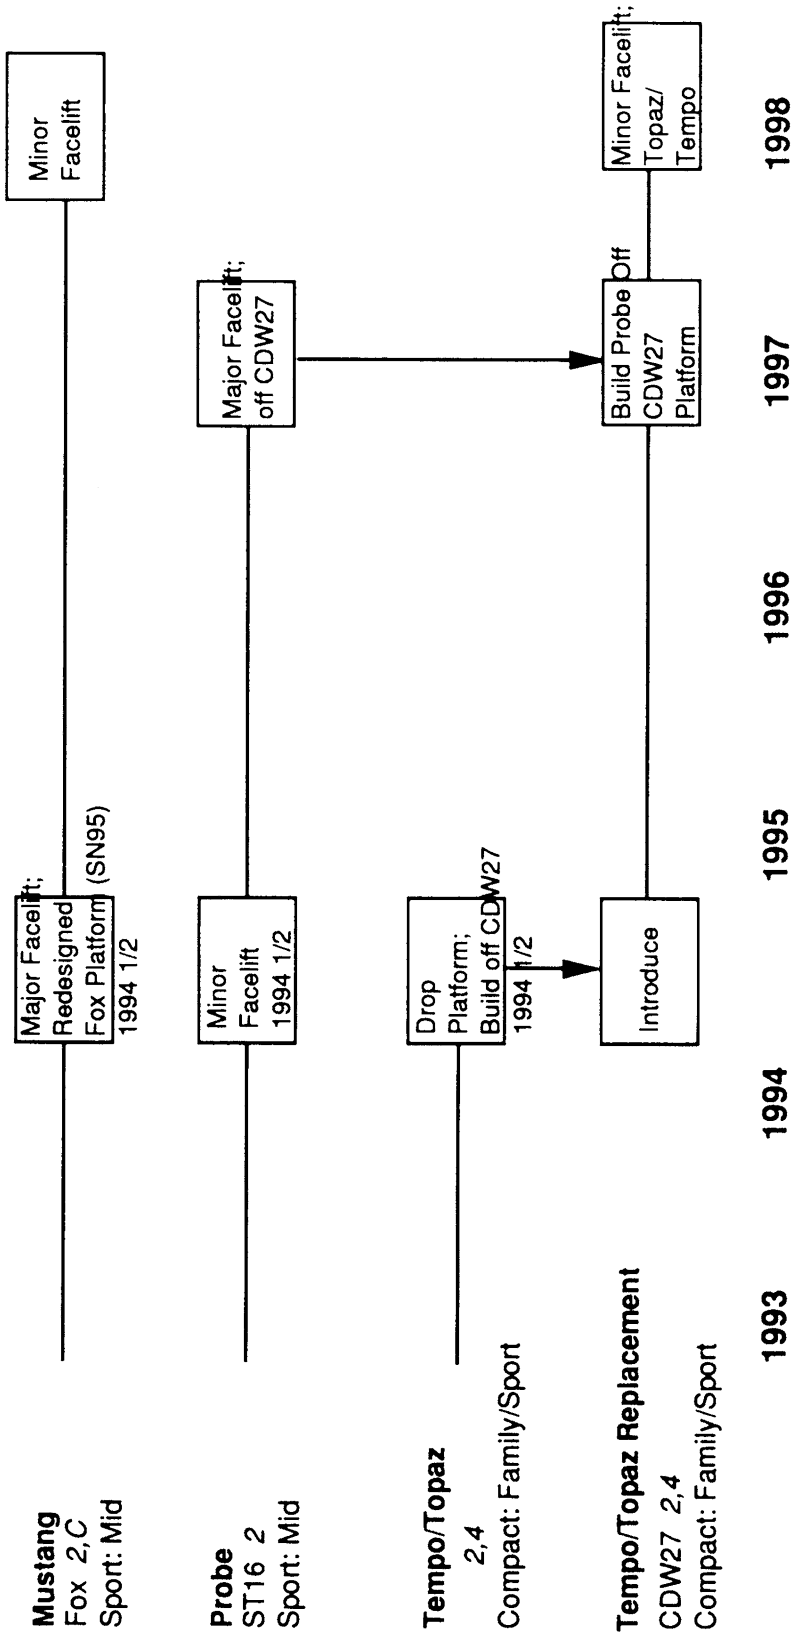 Mustang
Fox 2,C
Sport: Mid
Major Facelift;
Redesigned
Fox Platform (SN95)
1994 1/2
Minor
Facelift
Probe
ST16 2
Sport: Mid
Minor
Facelift
1994 1/2
Major Facelift;
off CDW27
Tempo/Topaz
2,4
Compact: Family/Sport
Drop
Platform;
Build off CDW27
1994 1/2
Tempo/Topaz Replacement
CDW27 2,4
Compact: Family/Sport
Introduce
Build Probe Off
CDW27
Platform
Minor Facelift;
Topaz/
Tempo
1993
1994
1995
1996
1997
1998